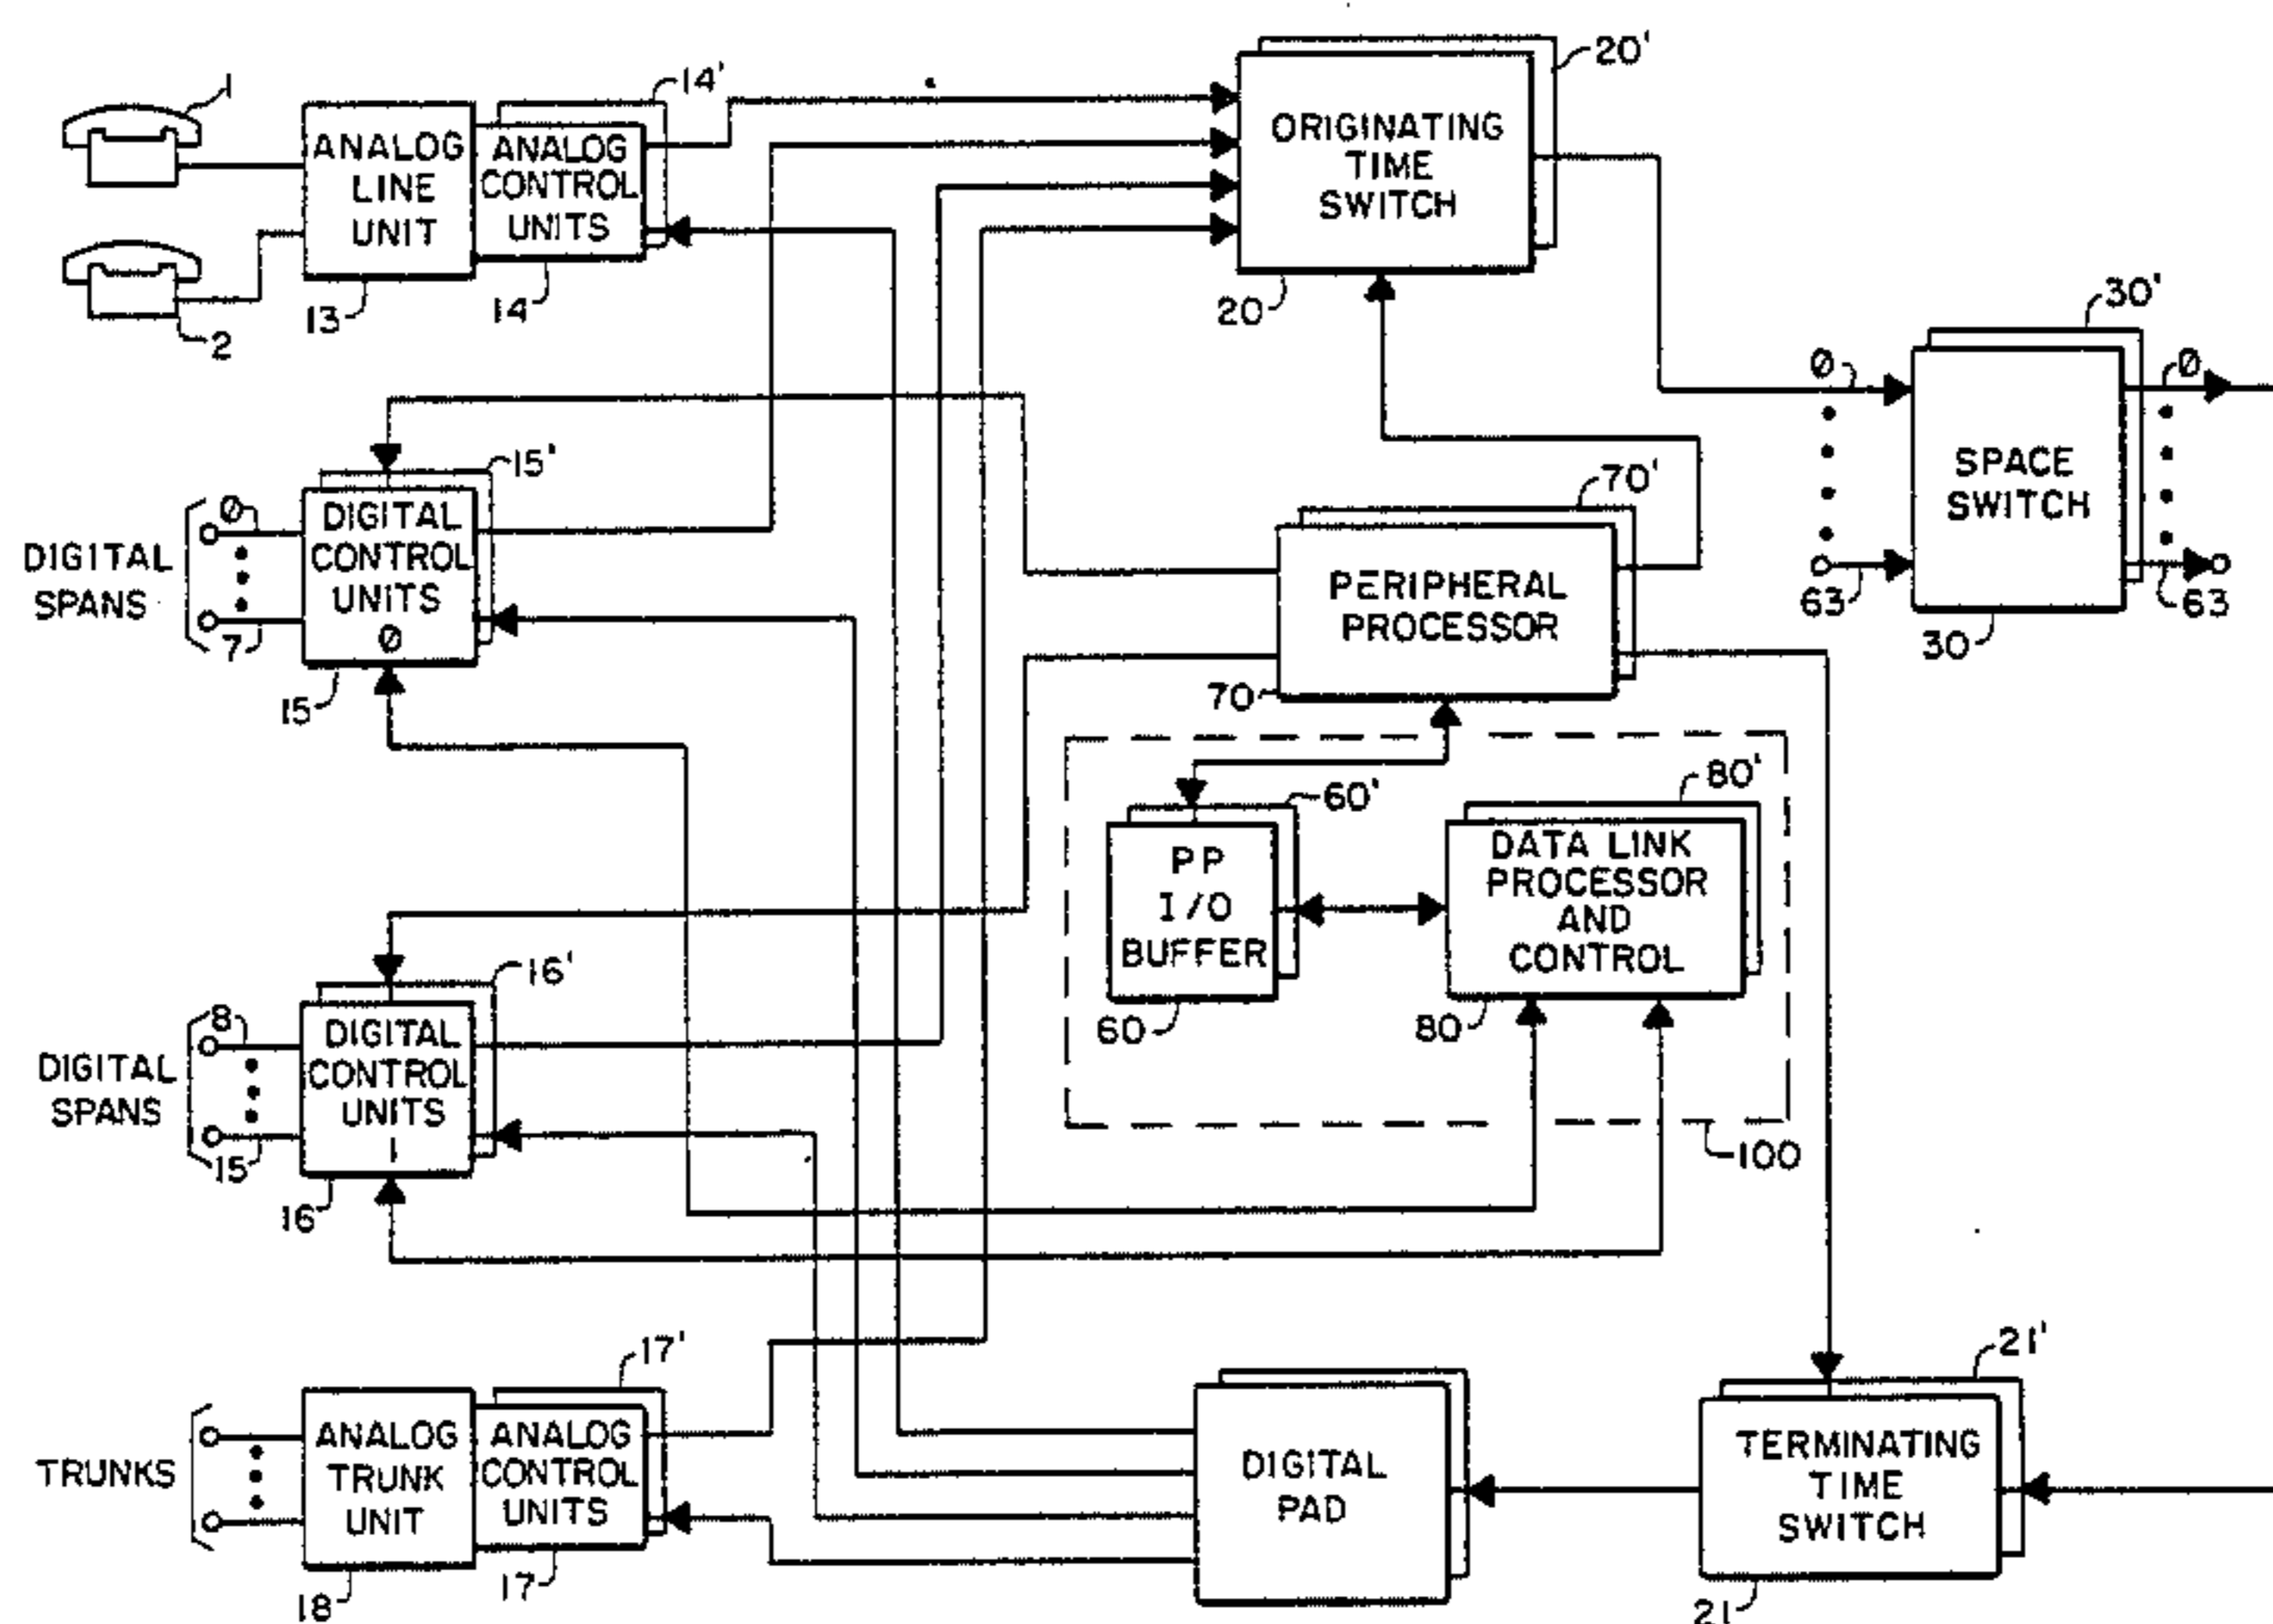 1
2
ANALOG
LINE
UNIT
13
ANALOG
CONTROL
UNITS
14'
14
ORIGINATING
TIME
SWITCH
20'
20
SPACE
SWITCH
30'
30
0
63
0
63
DIGITAL
SPANS
0
7
DIGITAL
CONTROL
UNITS
0
15'
15
PERIPHERAL
PROCESSOR
70'
70
PP
I/O
BUFFER
60'
60
DATA LINK
PROCESSOR
AND
CONTROL
80'
80
100
DIGITAL
SPANS
8
15
DIGITAL
CONTROL
UNITS
1
16'
16
TRUNKS
ANALOG
TRUNK
UNIT
18
ANALOG
CONTROL
UNITS
17'
17
DIGITAL
PAD
TERMINATING
TIME
SWITCH
21'
21